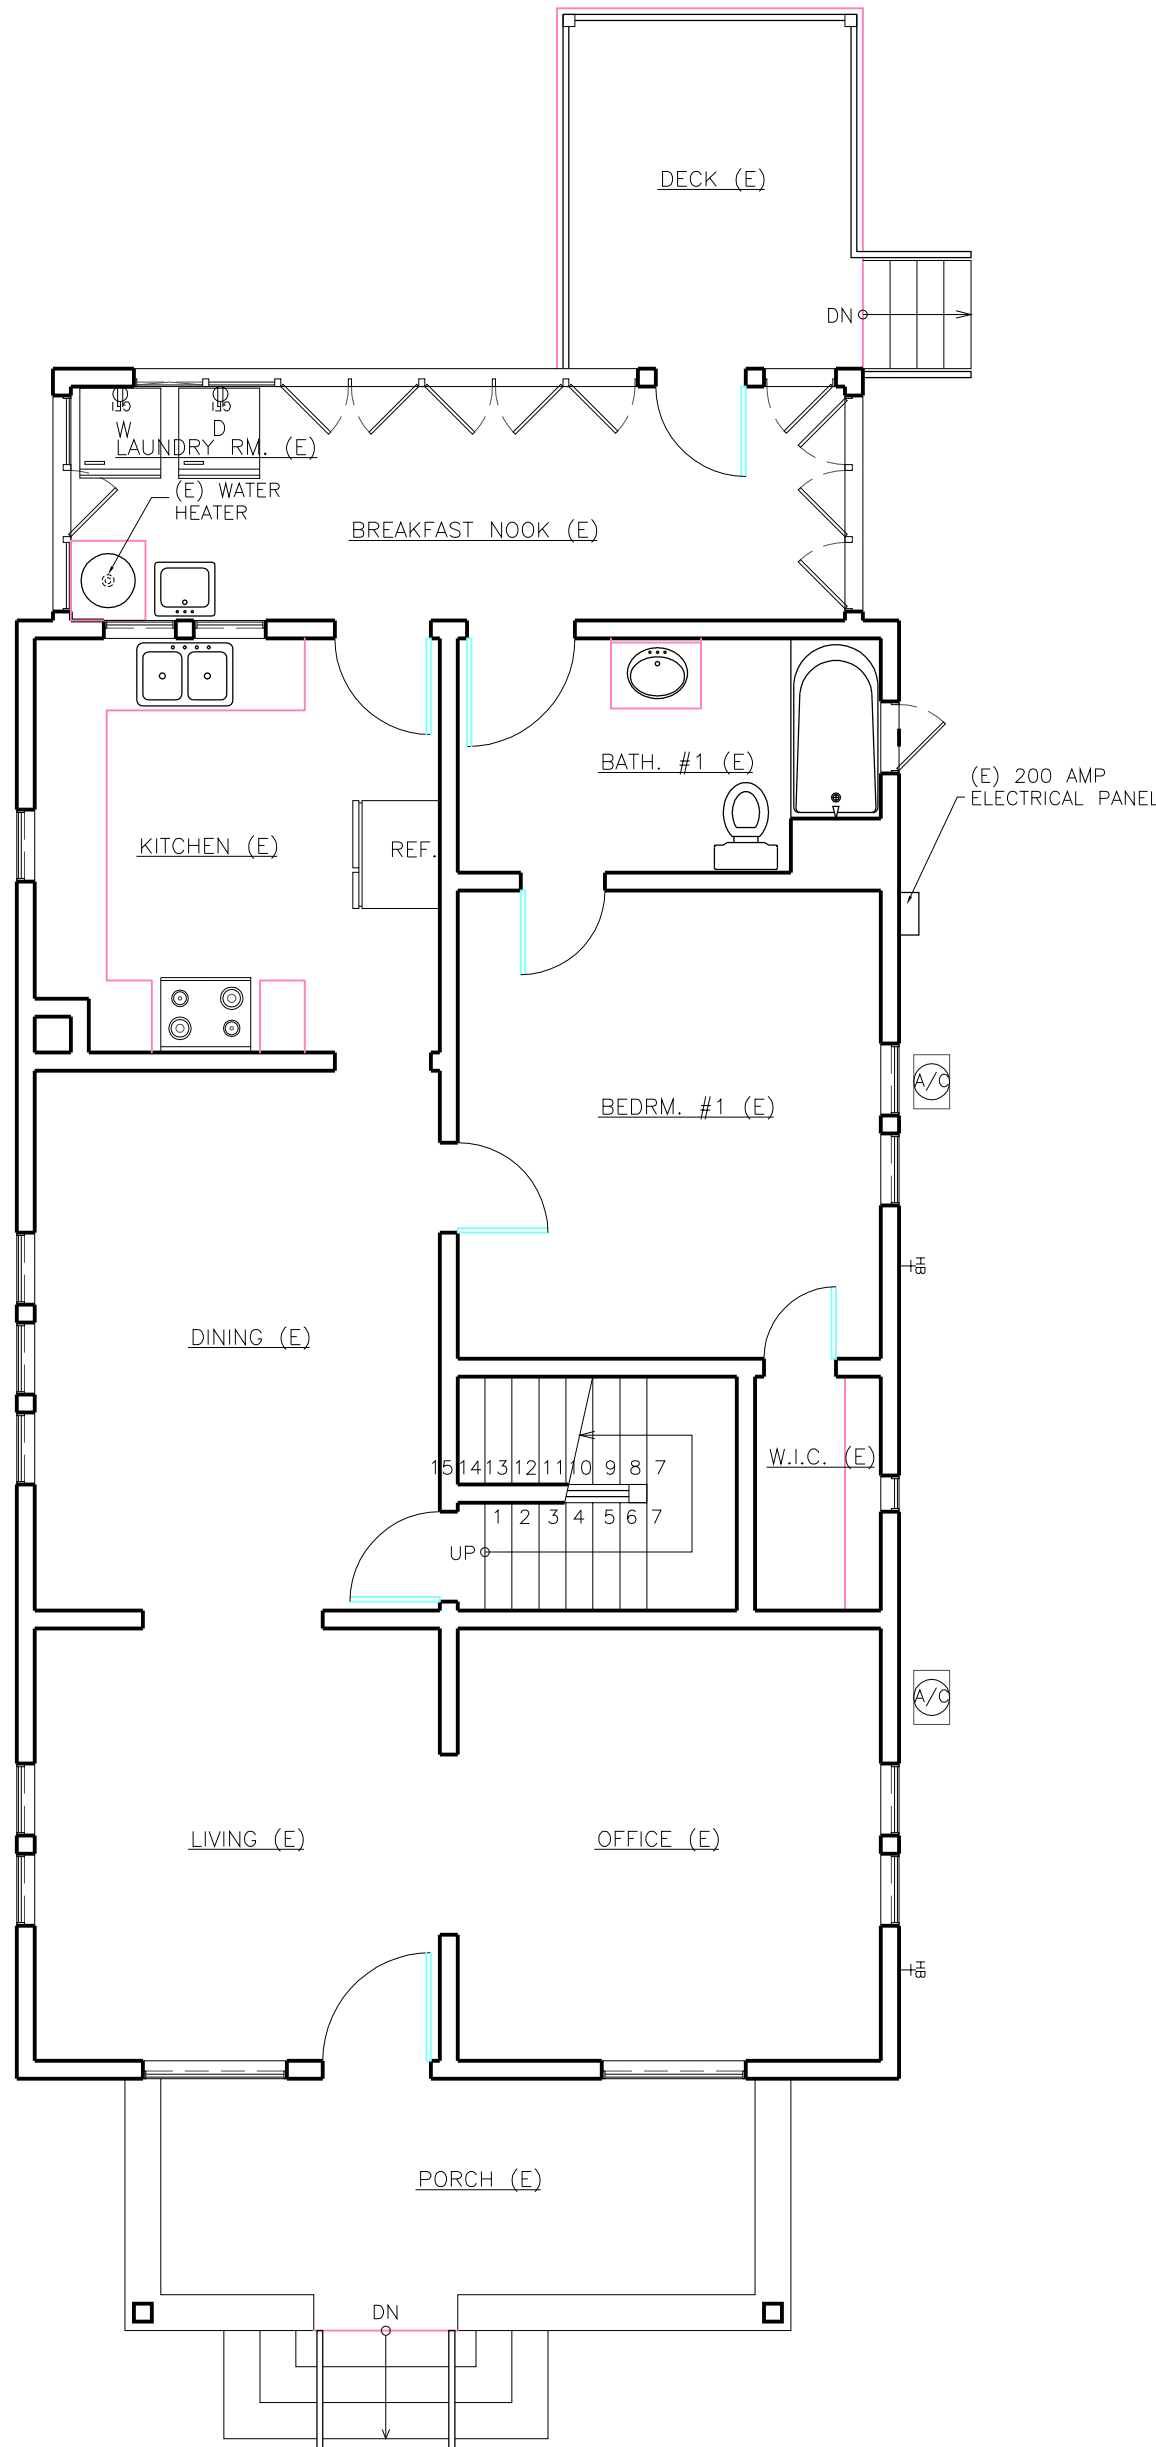 DECK (E)
DN
GFI
GFI
W
D
LAUNDRY RM. (E)
(E) WATER
HEATER
BREAKFAST NOOK (E)
BATH. #1 (E)
(E) 200 AMP
ELECTRICAL PANEL
KITCHEN (E)
REF.
A/C
BEDRM. #1 (E)
HB
DINING (E)
W.I.C. (E)
15 14 13 12 11 10 9 8 7
1 2 3 4 5 6 7
UP
A/C
LIVING (E)
OFFICE (E)
HB
PORCH (E)
DN